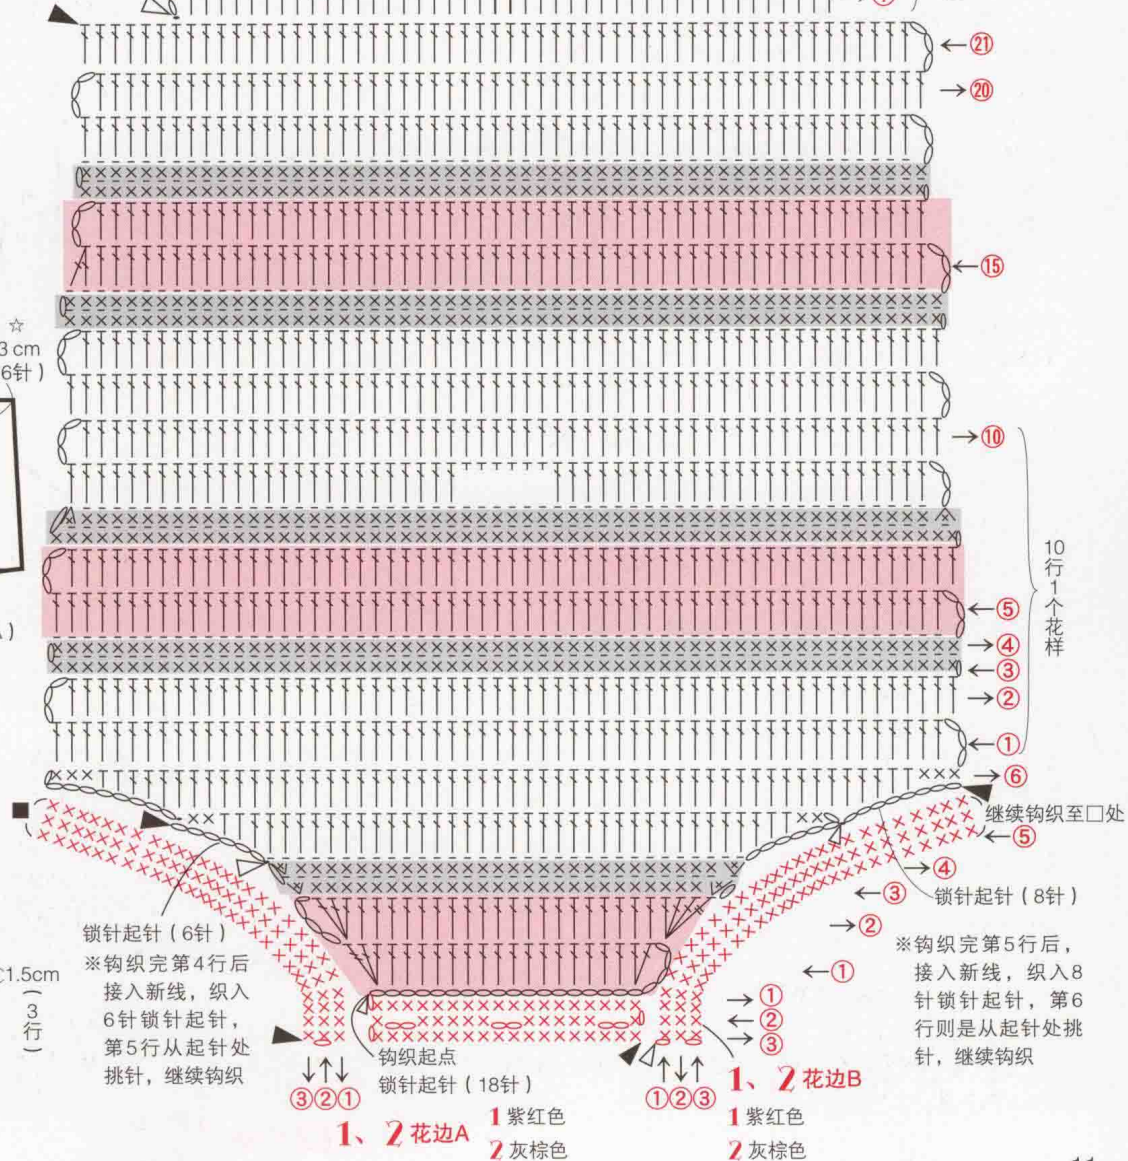 ㉑
⑳
⑮
☆
3 cm
6针）
⑩
10行1个花样
⑤
④
③
②
①
⑥
继续钩织至□处
⑤
④
锁针起针（8针）
③
②
①
锁针起针（6针）
※钩织完第4行后
接入新线，织入
6针锁针起针，
第5行从起针处
挑针，继续钩织
※钩织完第5行后，
接入新线，织入8
针锁针起针，第6
行则是从起针处挑
针，继续钩织
1.5cm
（3行）
①
②
③
钩织起点
锁针起针（18针）
③②①
①②③
1、2 花边A
1 紫红色
2 灰棕色
1、2 花边B
1 紫红色
2 灰棕色